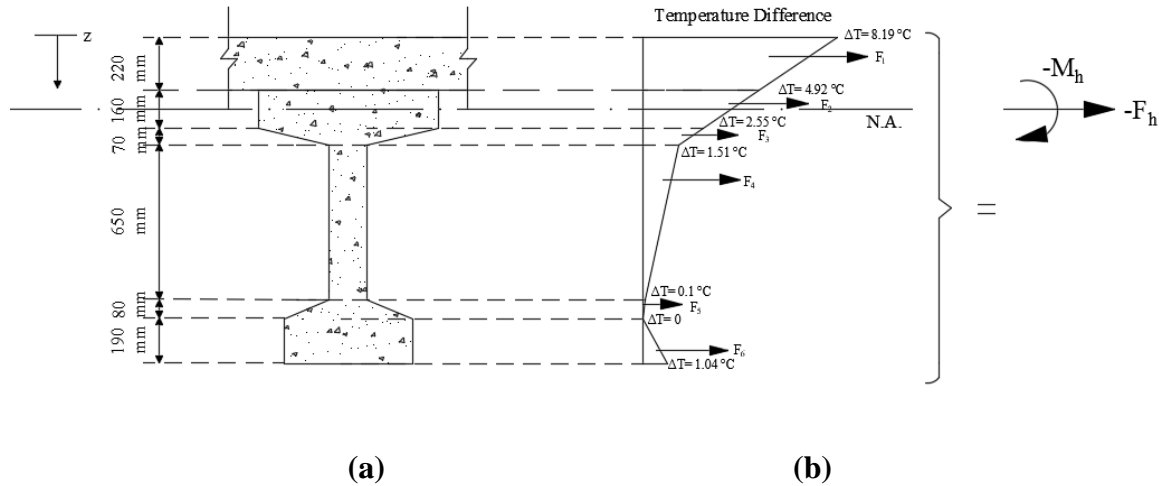 Temperature Difference
z
ΔT= 8.19 °C
F₁
220
mm
ΔT= 4.92 °C
F₂
160
mm
N.A.
ΔT= 2.55 °C
F₃
70
mm
ΔT= 1.51 °C
F₄
650
mm
ΔT= 0.1 °C
F₅
80
mm
ΔT= 0
190
mm
F₆
ΔT= 1.04 °C
=
-Mₕ
-Fₕ
(a)
(b)